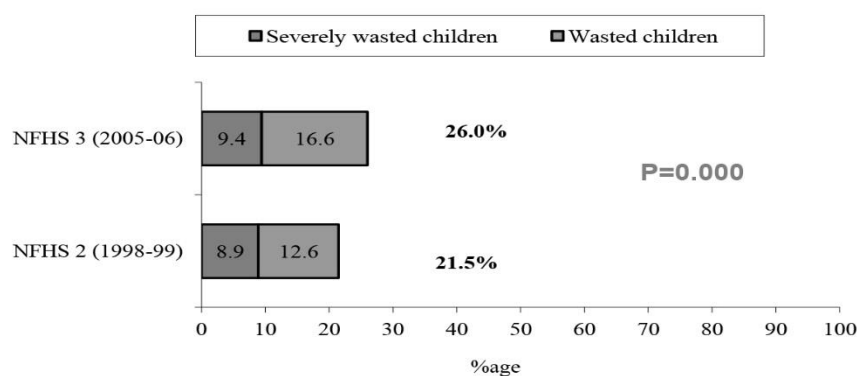 Severely wasted children Wasted children
NFHS 3 (2005-06) 9.4 16.6 26.0%
P=0.000
NFHS 2 (1998-99) 8.9 12.6 21.5%
0 10 20 30 40 50 60 70 80 90 100
%age